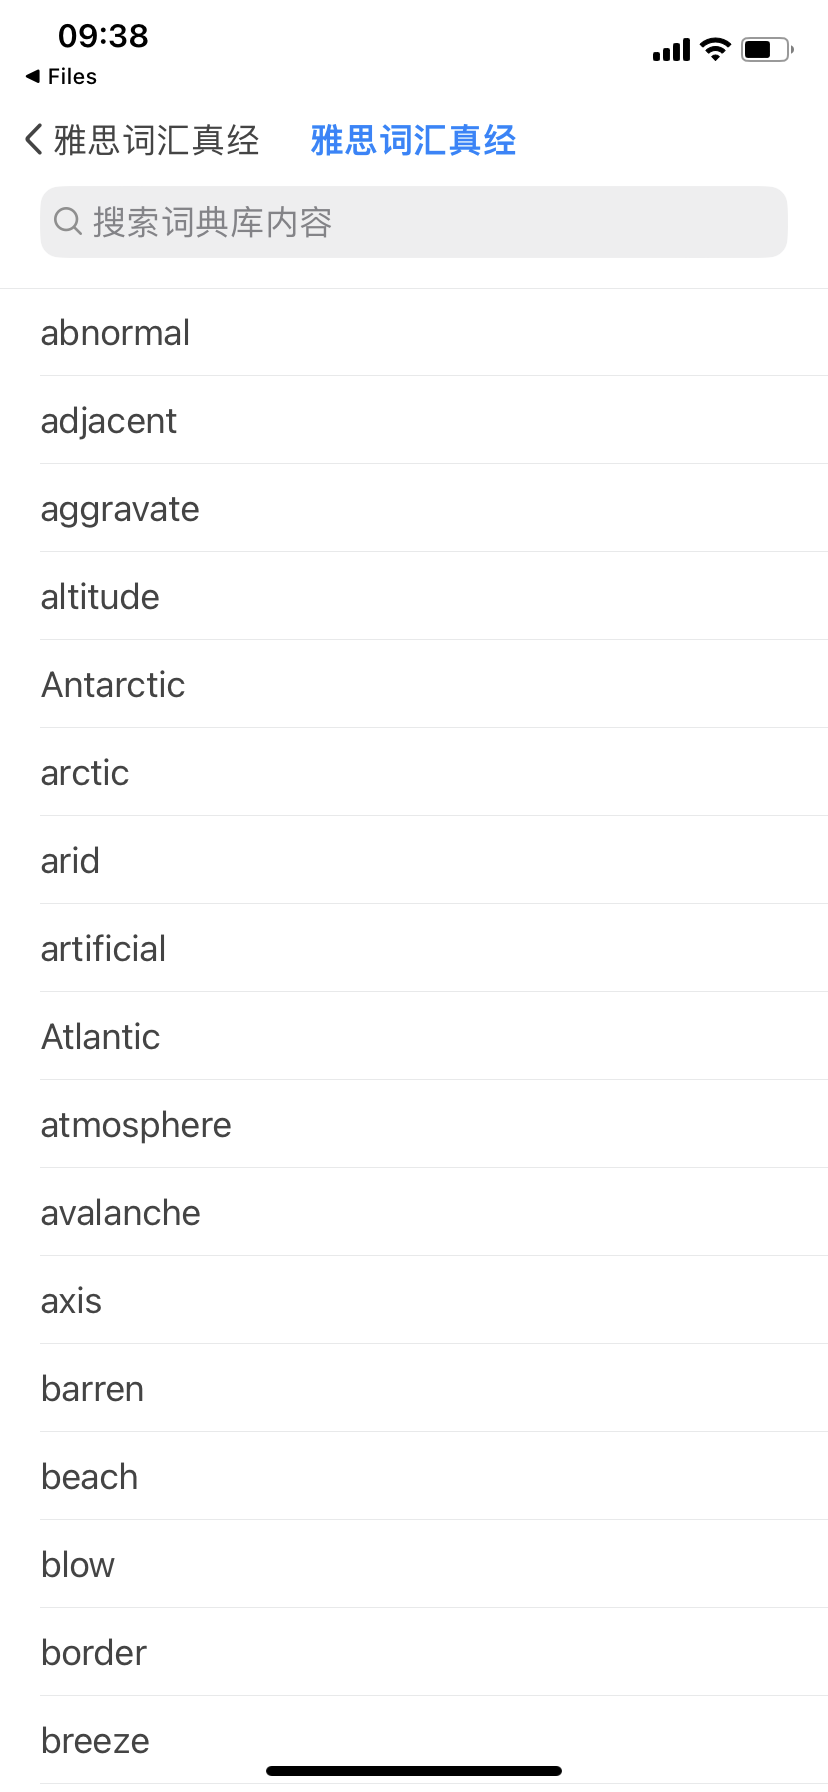 09:38
Files
雅思词汇真经 雅思词汇真经
搜索词典库内容
abnormal
adjacent
aggravate
altitude
Antarctic
arctic
arid
artificial
Atlantic
atmosphere
avalanche
axis
barren
beach
blow
border
breeze